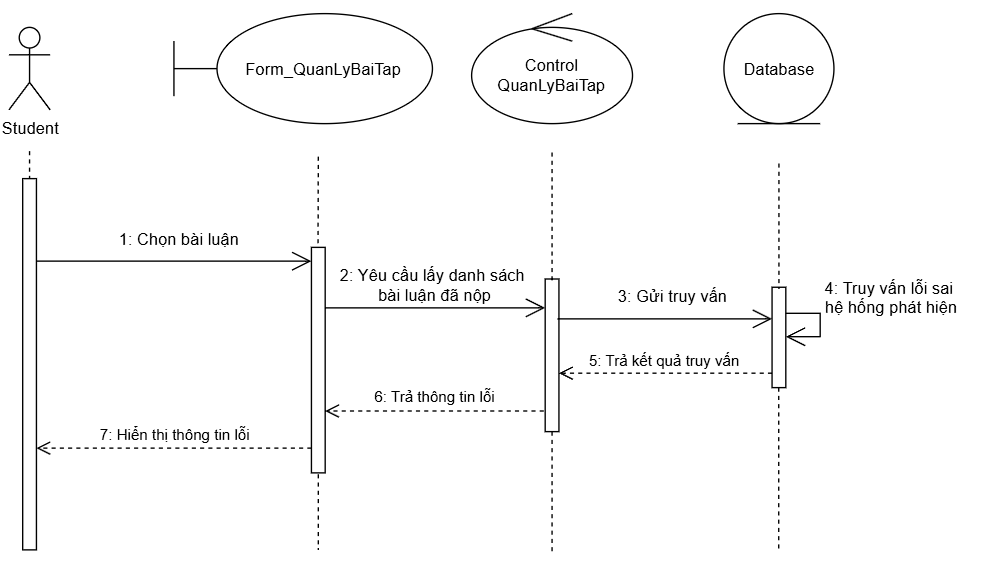 Student
Form_QuanLyBaiTap
Control
QuanLyBaiTap
Database
1: Chọn bài luận
2: Yêu cầu lấy danh sách
bài luận đã nộp
3: Gửi truy vấn
4: Truy vấn lỗi sai
hệ hống phát hiện
5: Trả kết quả truy vấn
6: Trả thông tin lỗi
7: Hiển thị thông tin lỗi